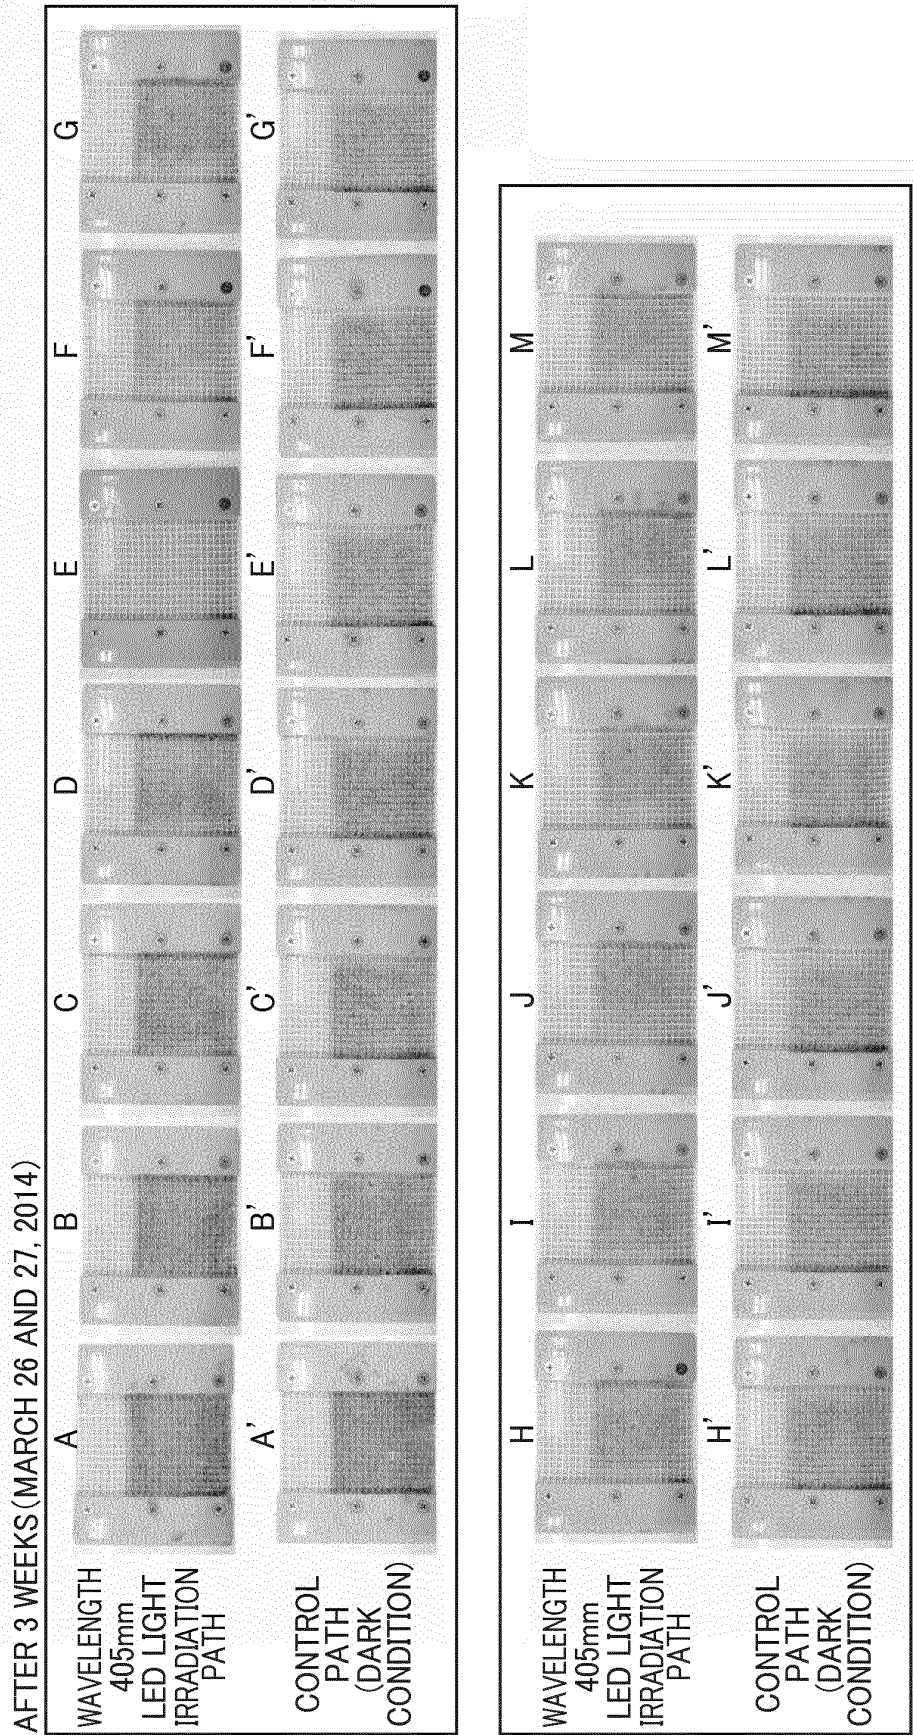 AFTER 3 WEEKS(MARCH 26 AND 27, 2014)
A B C D E F G
WAVELENGTH
405mm
LED LIGHT
IRRADIATION
PATH
A' B' C' D' E' F' G'
CONTROL
PATH
(DARK
CONDITION)
H I J K L M
WAVELENGTH
405mm
LED LIGHT
IRRADIATION
PATH
H' I' J' K' L' M'
CONTROL
PATH
(DARK
CONDITION)